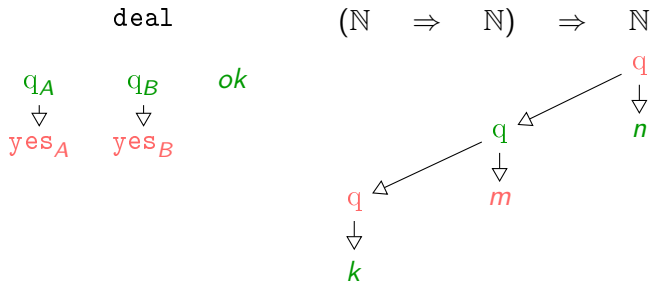 deal (ℕ ⇒ ℕ) ⇒ ℕ
q_A q_B ok q
yes_A yes_B q n
q m
k